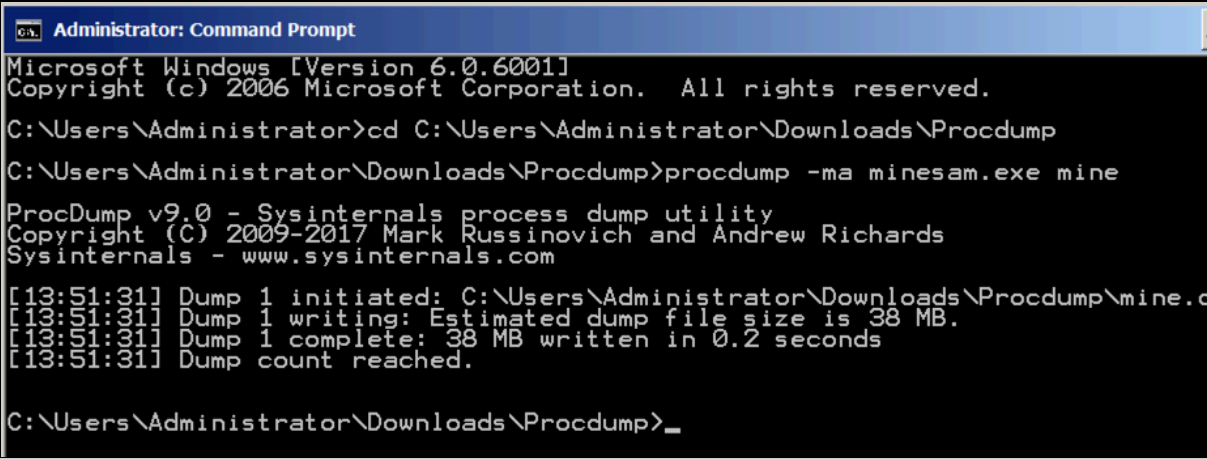 Administrator: Command Prompt
Microsoft Windows [Version 6.0.6001]
Copyright (c) 2006 Microsoft Corporation.  All rights reserved.
C:\Users\Administrator>cd C:\Users\Administrator\Downloads\Procdump
C:\Users\Administrator\Downloads\Procdump>procdump -ma minesam.exe mine
ProcDump v9.0 - Sysinternals process dump utility
Copyright (C) 2009-2017 Mark Russinovich and Andrew Richards
Sysinternals - www.sysinternals.com
[13:51:31] Dump 1 initiated: C:\Users\Administrator\Downloads\Procdump\mine.d
[13:51:31] Dump 1 writing: Estimated dump file size is 38 MB.
[13:51:31] Dump 1 complete: 38 MB written in 0.2 seconds
[13:51:31] Dump count reached.
C:\Users\Administrator\Downloads\Procdump>_